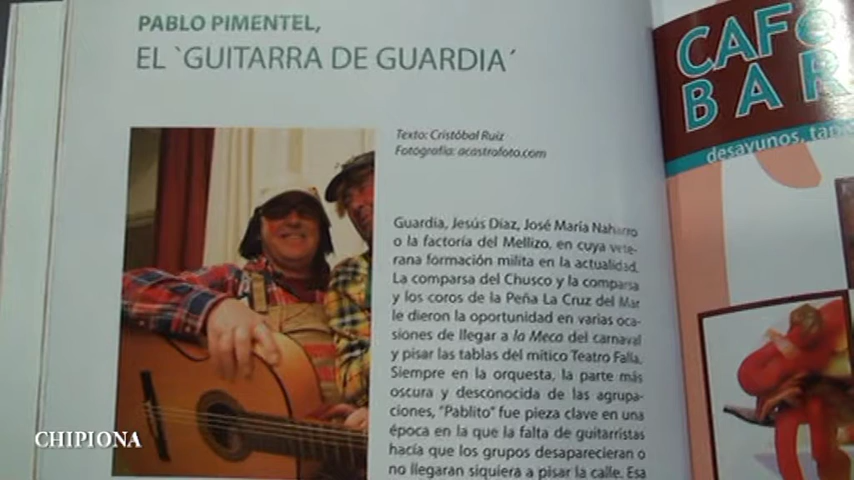 PABLO PIMENTEL,
EL `GUITARRA DE GUARDIA´
Texto: Cristóbal Ruiz
Fotografía: acastrofoto.com
Guardia, Jesús Díaz, José María Naharro
o la factoría del Mellizo, en cuya vete-
rana formación milita en la actualidad.
La comparsa del Chusco y la comparsa
y los coros de la Peña La Cruz del Mar
le dieron la oportunidad en varias oca-
siones de llegar a la Meca del carnaval
y pisar las tablas del mítico Teatro Falla.
Siempre en la orquesta, la parte más
oscura y desconocida de las agrupa-
ciones, "Pablito" fue pieza clave en una
época en la que la falta de guitarristas
hacía que los grupos desaparecieran o
no llegaran siquiera a pisar la calle. Esa
CAFÉ
BAR
desayunos,
CHIPIONA